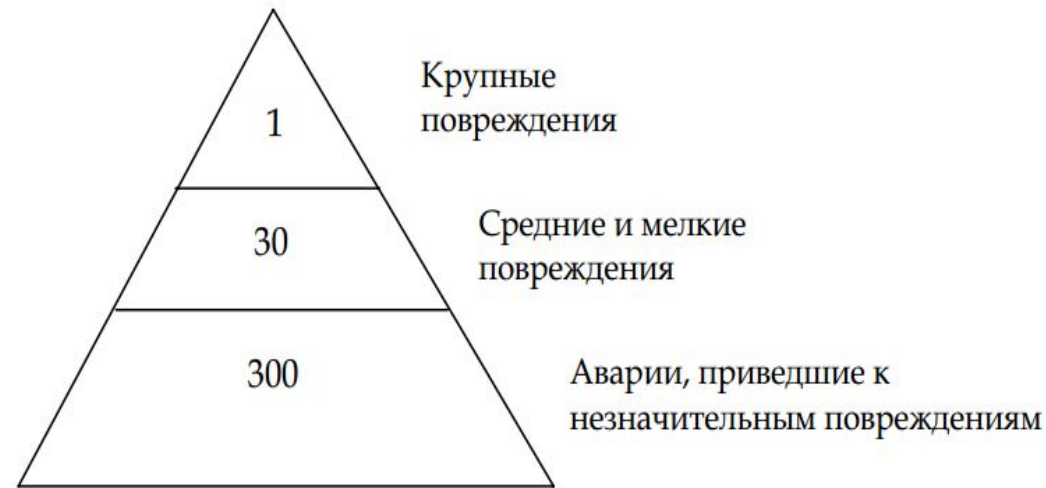 1
Крупные
повреждения
30
Средние и мелкие
повреждения
300
Аварии, приведшие к
незначительным повреждениям